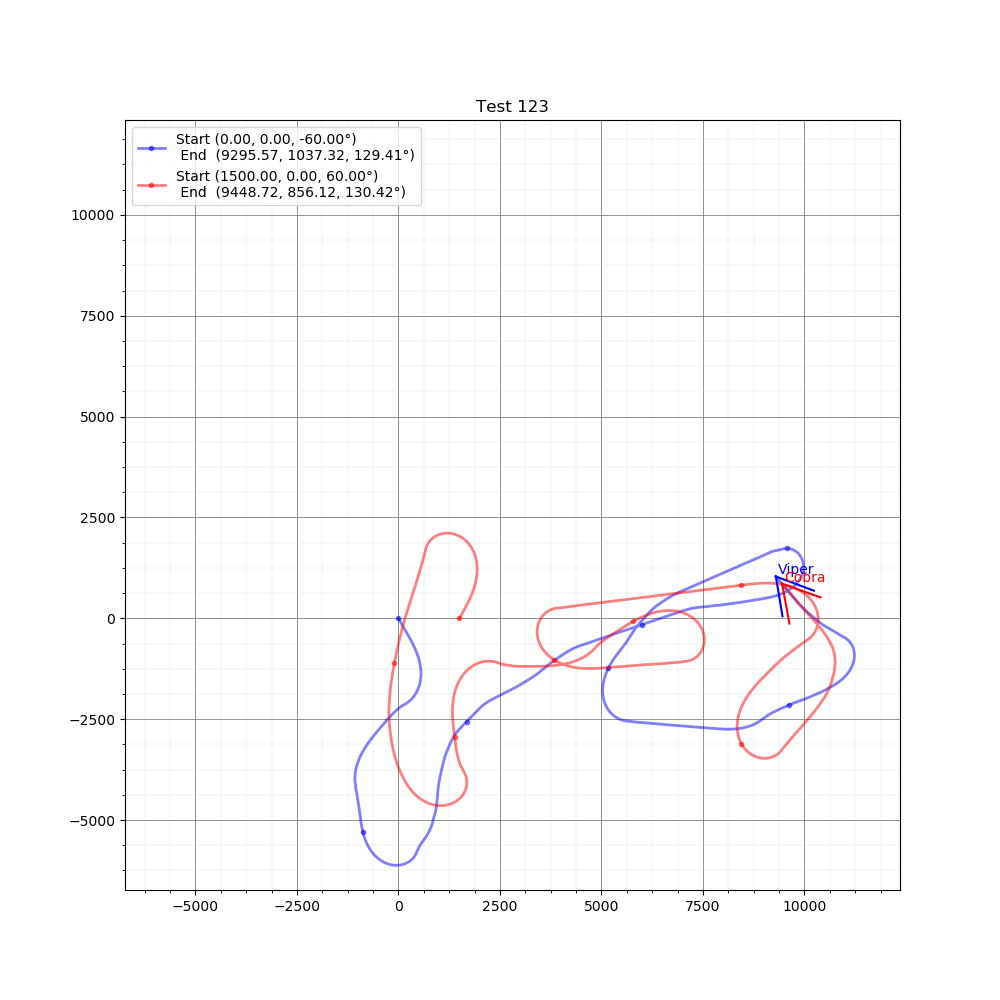 Test 123
Start (0.00, 0.00, -60.00°)
End  (9295.57, 1037.32, 129.41°)
Start (1500.00, 0.00, 60.00°)
End  (9448.72, 856.12, 130.42°)
10000
7500
5000
2500
0
−2500
−5000
Viper
Cobra
−5000
−2500
0
2500
5000
7500
10000